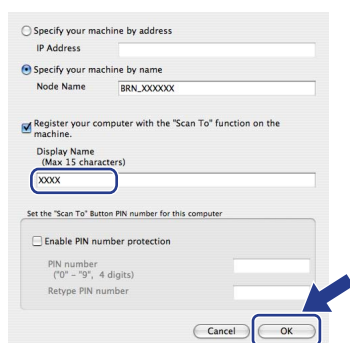 Specify your machine by address
IP Address
Specify your machine by name
Node Name BRN_XXXXXX
Register your computer with the "Scan To" function on the
machine.
Display Name
(Max 15 characters)
XXXX
Set the "Scan To" Button PIN number for this computer
Enable PIN number protection
PIN number
("0" – "9", 4 digits)
Retype PIN number
Cancel OK